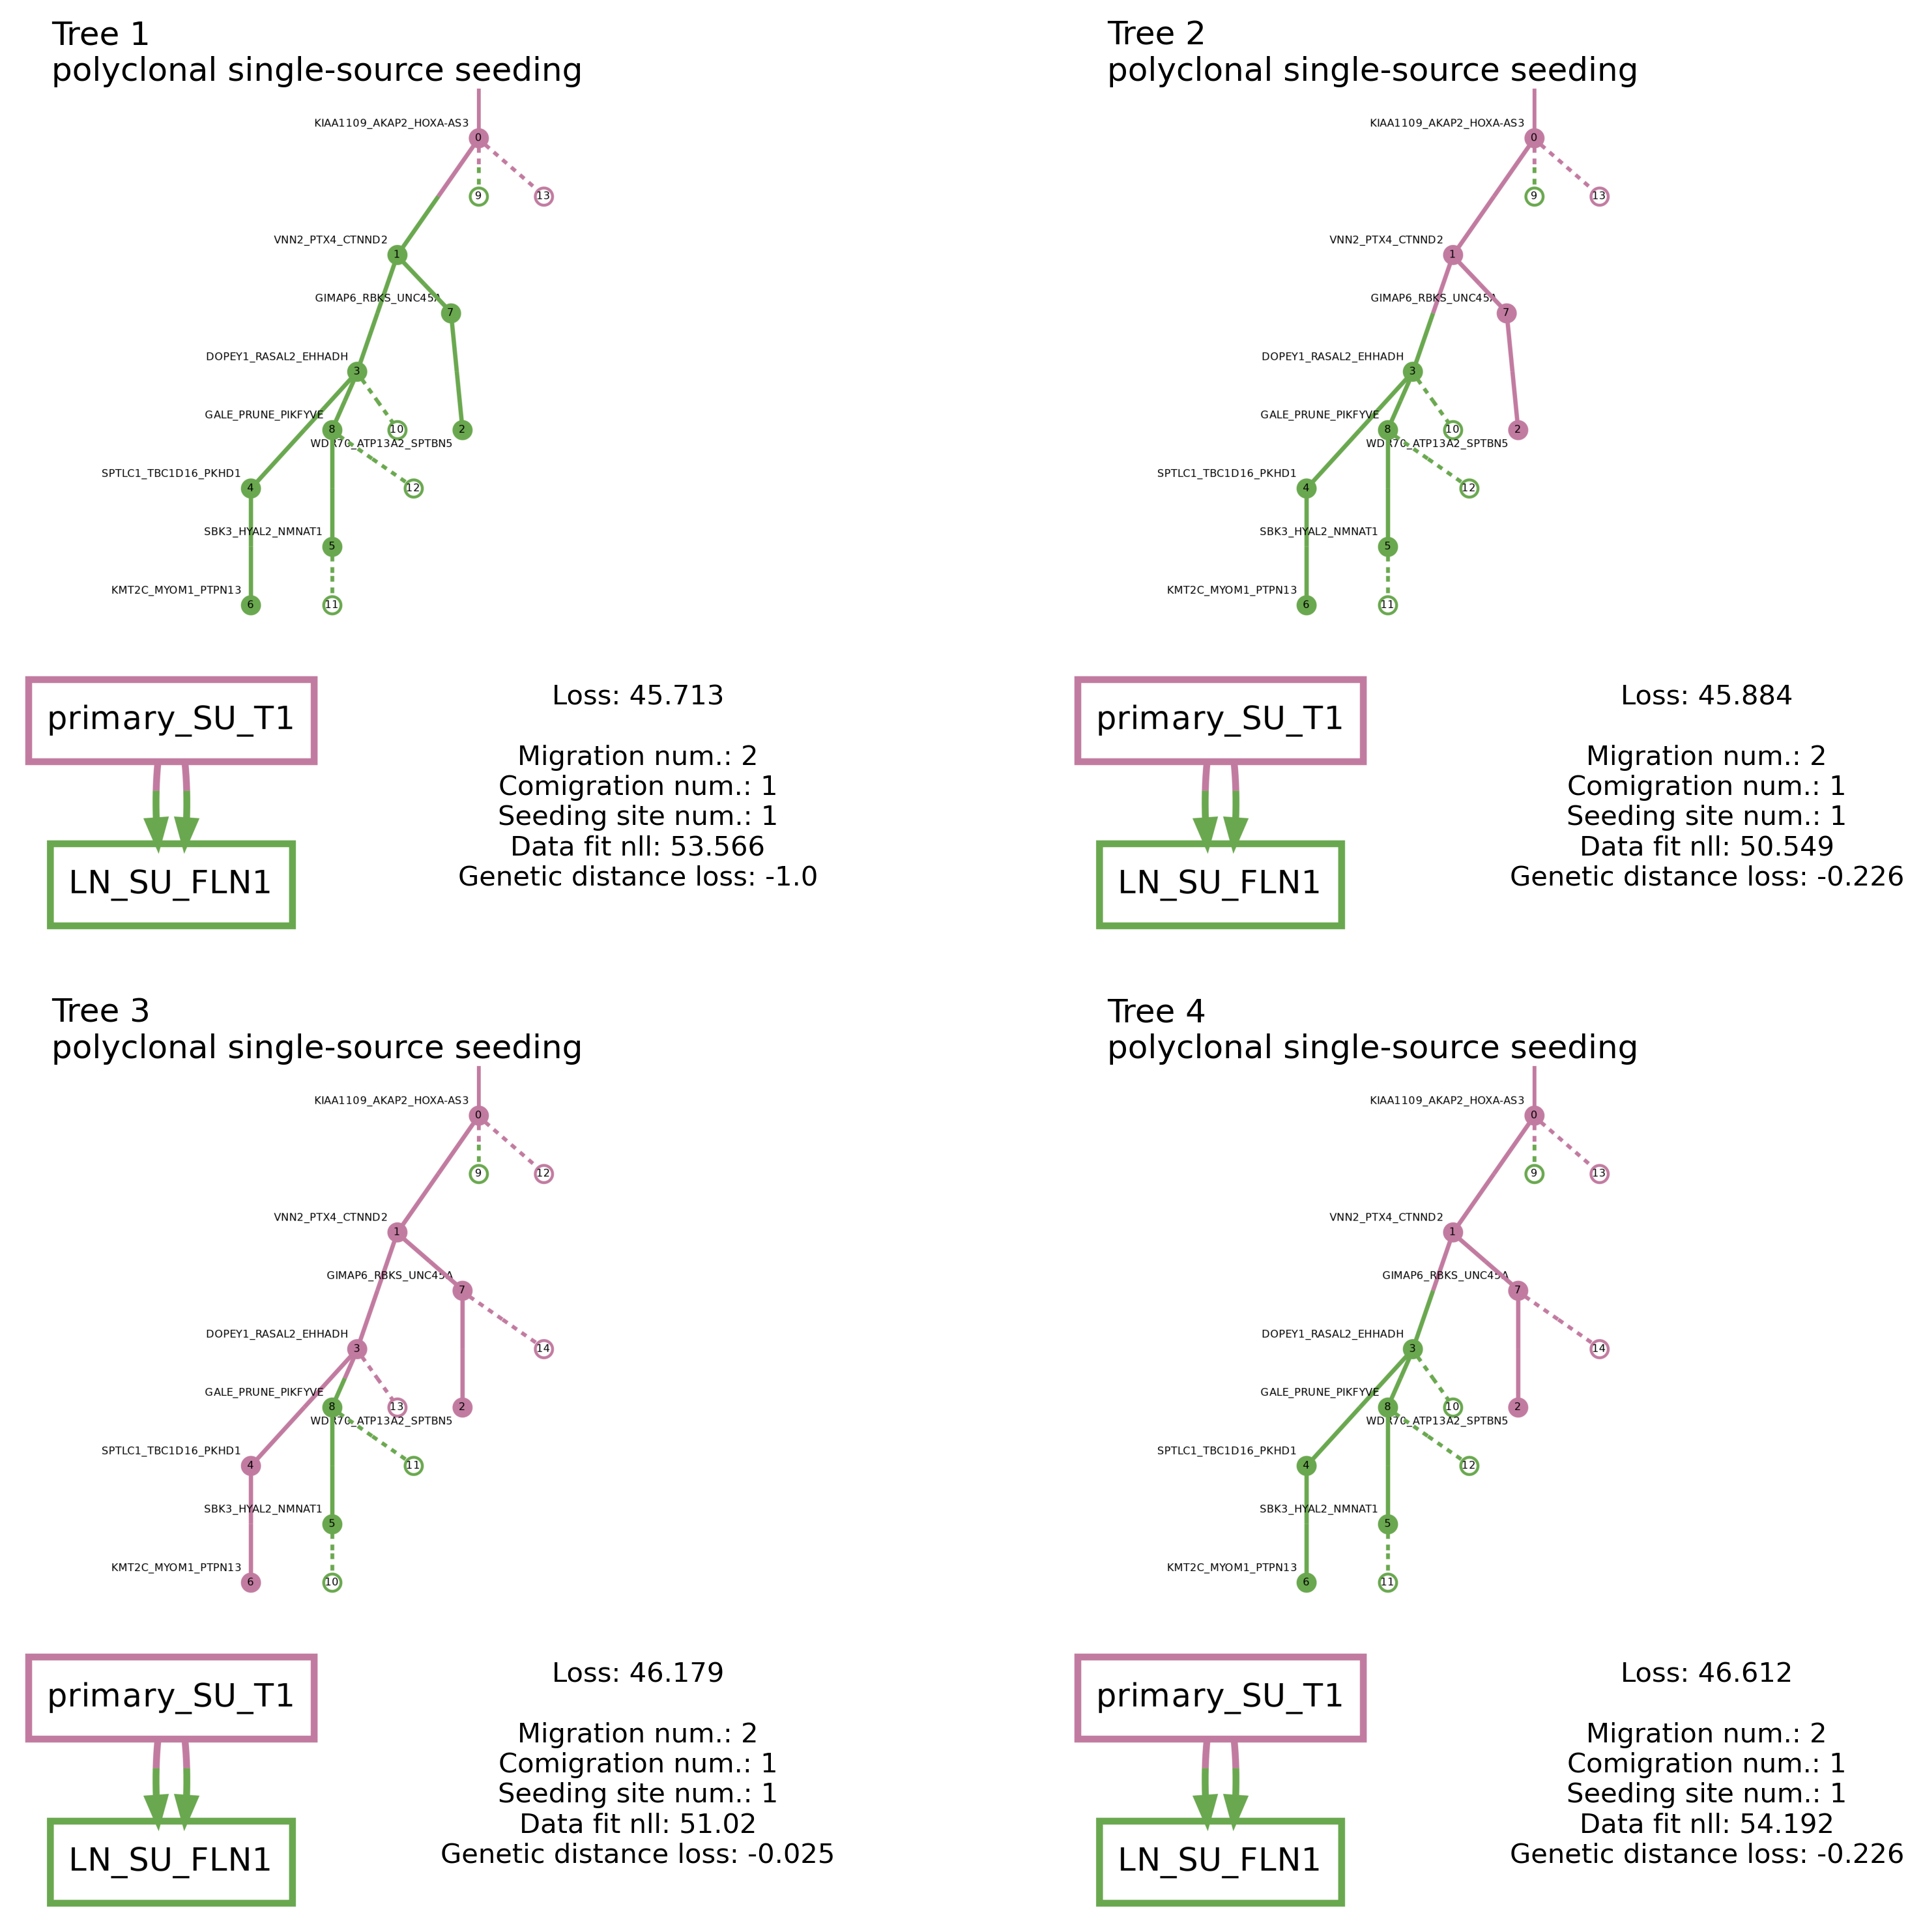 Tree 1
polyclonal single-source seeding
KIAA1109_AKAP2_HOXA-AS3
0
9
13
VNN2_PTX4_CTNND2
1
GIMAP6_RBKS_UNC45A
7
DOPEY1_RASAL2_EHHADH
3
GALE_PRUNE_PIKFYVE
8
10
2
WDR70_ATP13A2_SPTBN5
SPTLC1_TBC1D16_PKHD1
4
12
SBK3_HYAL2_NMNAT1
5
KMT2C_MYOM1_PTPN13
6
11
primary_SU_T1
LN_SU_FLN1
Loss: 45.713
Migration num.: 2
Comigration num.: 1
Seeding site num.: 1
Data fit nll: 53.566
Genetic distance loss: -1.0
Tree 2
polyclonal single-source seeding
KIAA1109_AKAP2_HOXA-AS3
0
9
13
VNN2_PTX4_CTNND2
1
GIMAP6_RBKS_UNC45A
7
DOPEY1_RASAL2_EHHADH
3
GALE_PRUNE_PIKFYVE
8
10
2
WDR70_ATP13A2_SPTBN5
SPTLC1_TBC1D16_PKHD1
4
12
SBK3_HYAL2_NMNAT1
5
KMT2C_MYOM1_PTPN13
6
11
primary_SU_T1
LN_SU_FLN1
Loss: 45.884
Migration num.: 2
Comigration num.: 1
Seeding site num.: 1
Data fit nll: 50.549
Genetic distance loss: -0.226
Tree 3
polyclonal single-source seeding
KIAA1109_AKAP2_HOXA-AS3
0
9
12
VNN2_PTX4_CTNND2
1
GIMAP6_RBKS_UNC45A
7
DOPEY1_RASAL2_EHHADH
3
14
GALE_PRUNE_PIKFYVE
8
13
2
WDR70_ATP13A2_SPTBN5
SPTLC1_TBC1D16_PKHD1
4
11
SBK3_HYAL2_NMNAT1
5
KMT2C_MYOM1_PTPN13
6
10
primary_SU_T1
LN_SU_FLN1
Loss: 46.179
Migration num.: 2
Comigration num.: 1
Seeding site num.: 1
Data fit nll: 51.02
Genetic distance loss: -0.025
Tree 4
polyclonal single-source seeding
KIAA1109_AKAP2_HOXA-AS3
0
9
13
VNN2_PTX4_CTNND2
1
GIMAP6_RBKS_UNC45A
7
DOPEY1_RASAL2_EHHADH
3
14
GALE_PRUNE_PIKFYVE
8
10
2
WDR70_ATP13A2_SPTBN5
SPTLC1_TBC1D16_PKHD1
4
12
SBK3_HYAL2_NMNAT1
5
KMT2C_MYOM1_PTPN13
6
11
primary_SU_T1
LN_SU_FLN1
Loss: 46.612
Migration num.: 2
Comigration num.: 1
Seeding site num.: 1
Data fit nll: 54.192
Genetic distance loss: -0.226